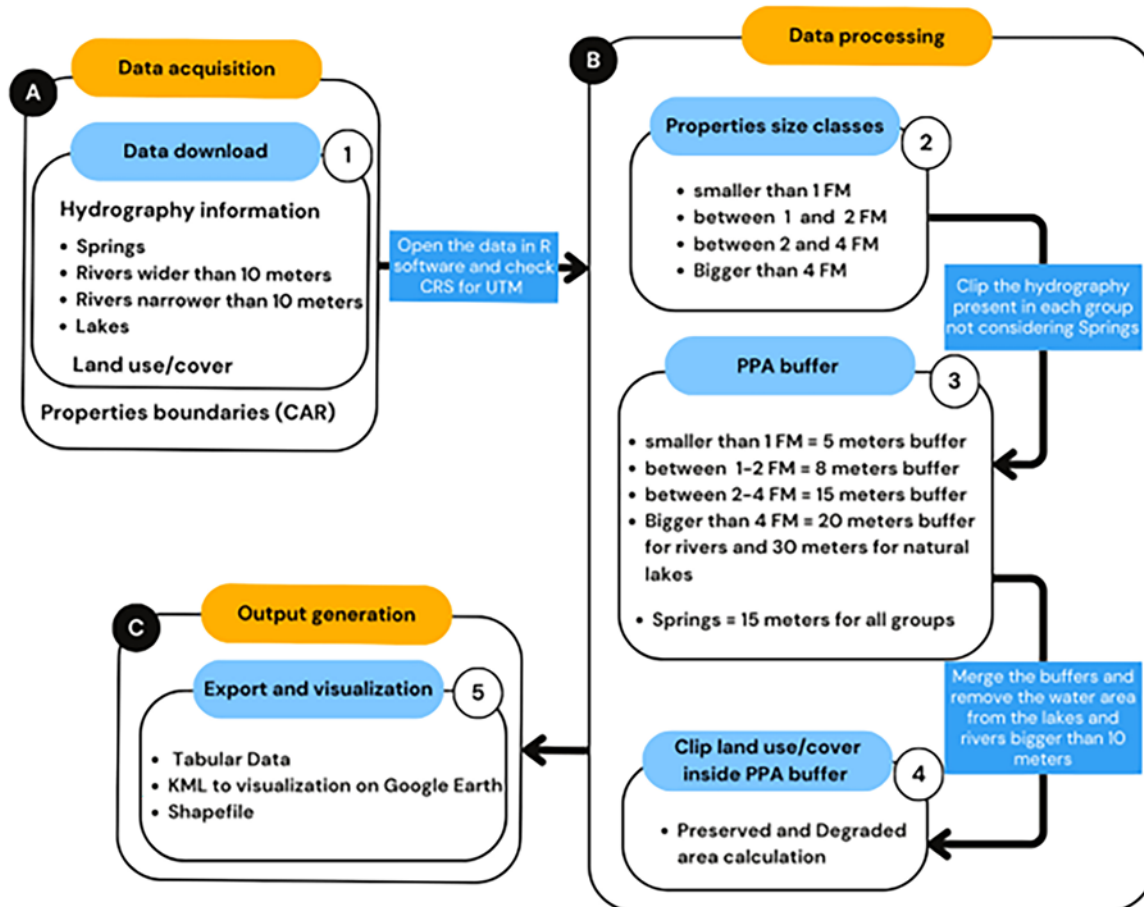 A
Data acquisition
Data download
1
Hydrography information
• Springs
• Rivers wider than 10 meters
• Rivers narrower than 10 meters
• Lakes
Land use/cover
Properties boundaries (CAR)
Open the data in R
software and check
CRS for UTM
B
Data processing
Properties size classes
2
• smaller than 1 FM
• between 1 and 2 FM
• between 2 and 4 FM
• Bigger than 4 FM
Clip the hydrography
present in each group
not considering Springs
PPA buffer
3
• smaller than 1 FM = 5 meters buffer
• between 1-2 FM = 8 meters buffer
• between 2-4 FM = 15 meters buffer
• Bigger than 4 FM = 20 meters buffer
for rivers and 30 meters for natural
lakes
• Springs = 15 meters for all groups
Merge the buffers and
remove the water area
from the lakes and
rivers bigger than 10
meters
Clip land use/cover
inside PPA buffer
4
• Preserved and Degraded
area calculation
C
Output generation
Export and visualization
5
• Tabular Data
• KML to visualization on Google Earth
• Shapefile